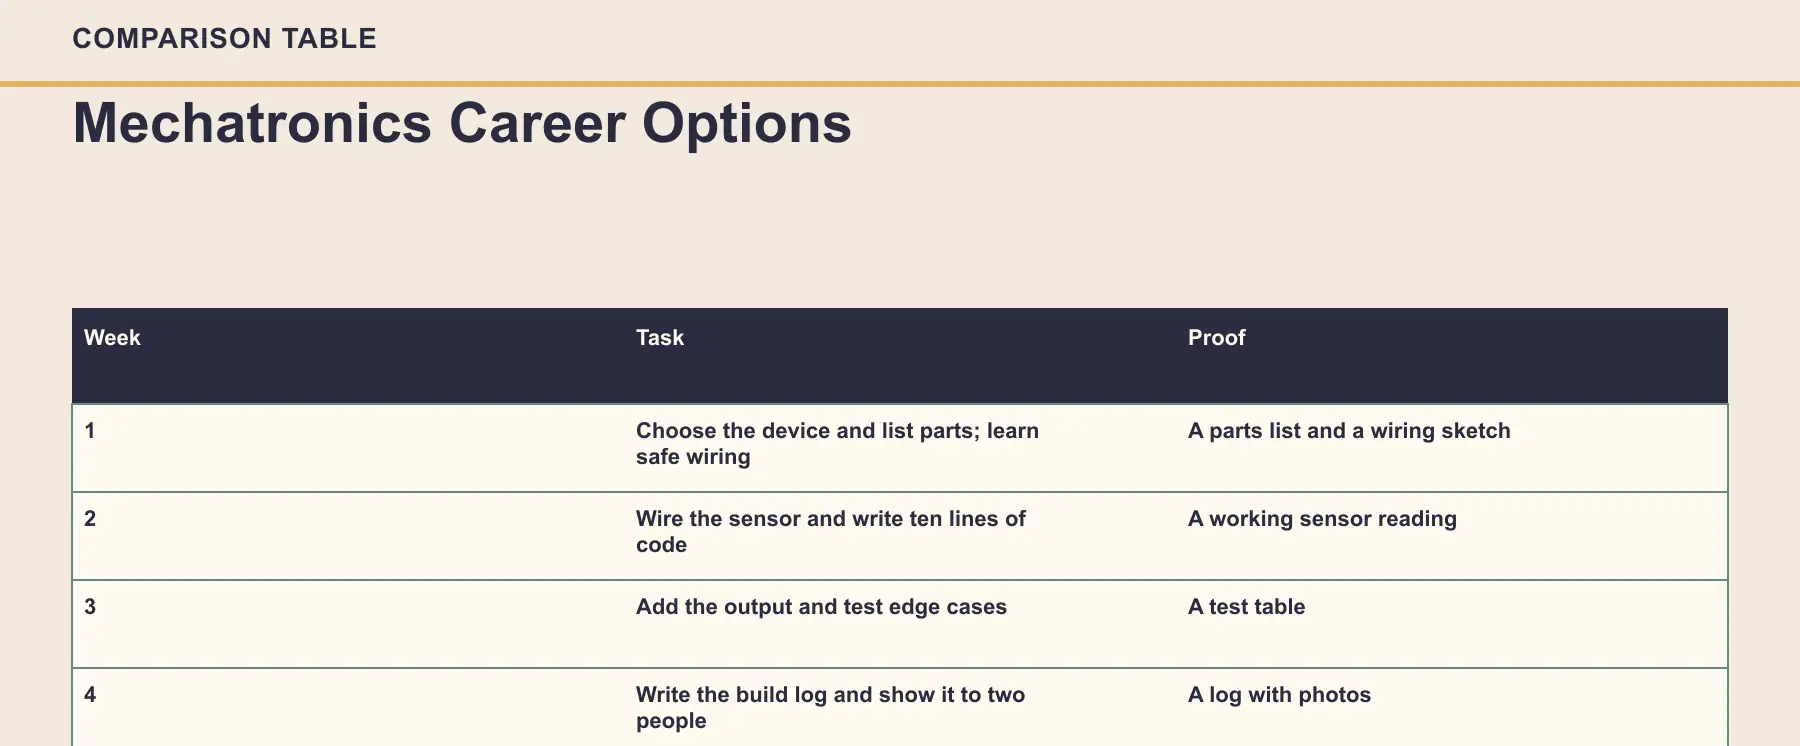 COMPARISON TABLE
Mechatronics Career Options
Week Task Proof
1 Choose the device and list parts; learn A parts list and a wiring sketch
safe wiring
2 Wire the sensor and write ten lines of A working sensor reading
code
3 Add the output and test edge cases A test table
4 Write the build log and show it to two A log with photos
people